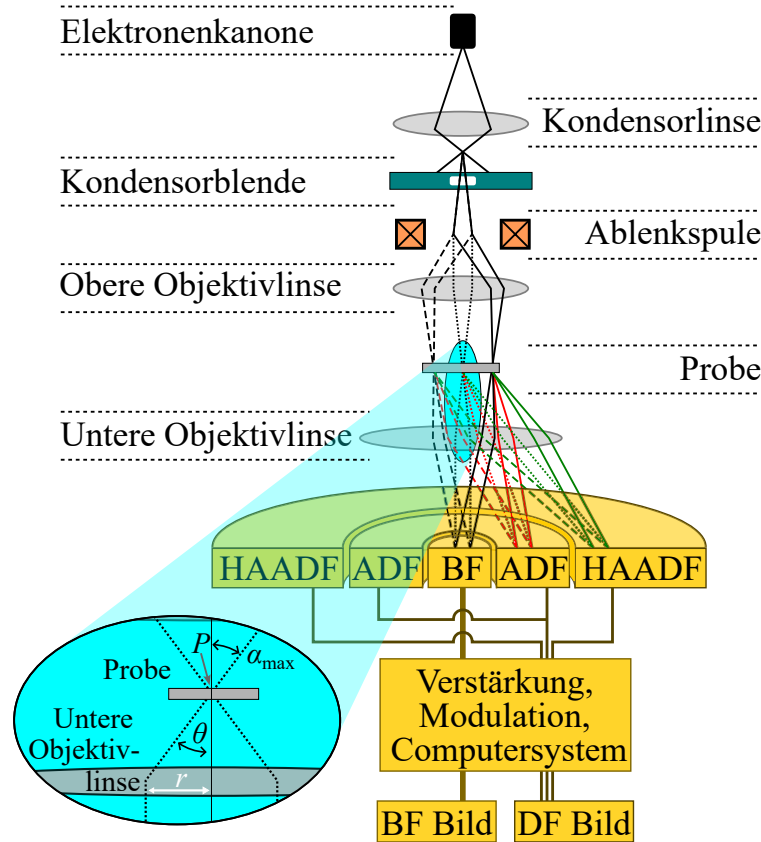 Elektronenkanone
Kondensorlinse
Kondensorblende
Ablenkspule
Obere Objektivlinse
Probe
Untere Objektivlinse
HAADF ADF BF ADF HAADF
P
α_max
Probe
Untere
Objektiv-
linse
θ
r
Verstärkung,
Modulation,
Computersystem
BF Bild
DF Bild